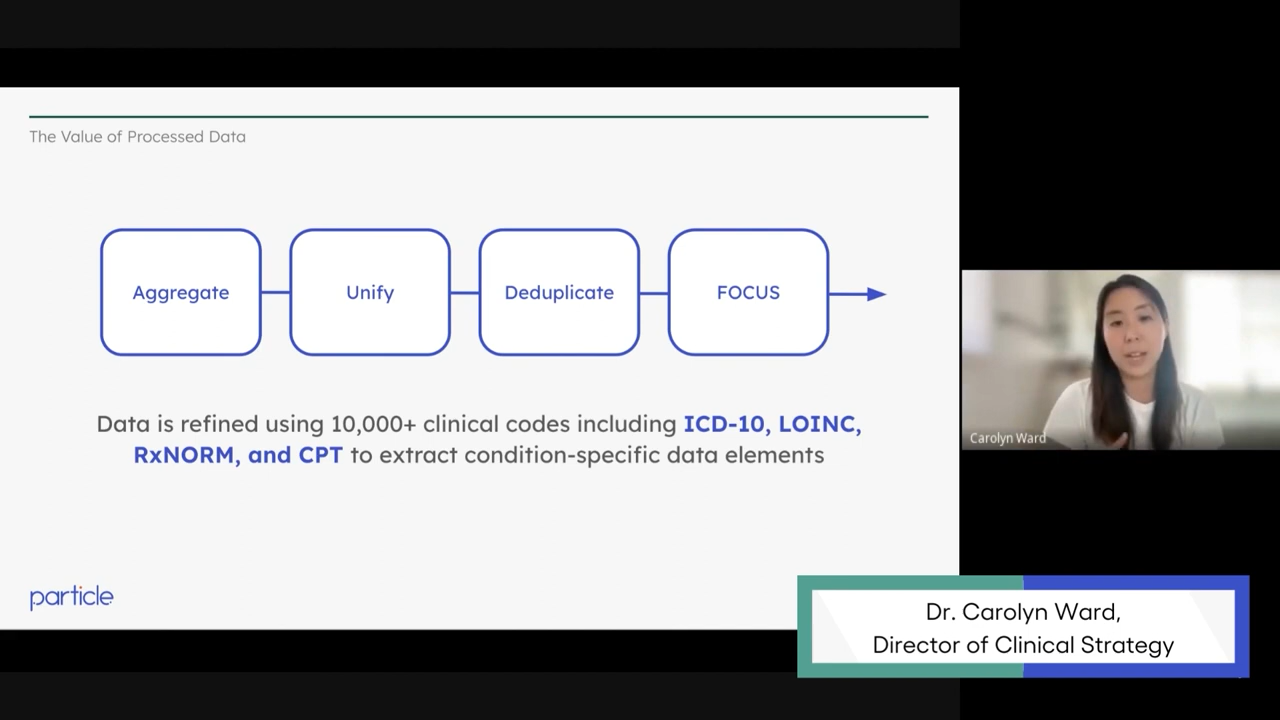 The Value of Processed Data
Aggregate
Unify
Deduplicate
FOCUS
Data is refined using 10,000+ clinical codes including ICD-10, LOINC,
RxNORM, and CPT to extract condition-specific data elements
particle
Carolyn Ward
Dr. Carolyn Ward,
Director of Clinical Strategy